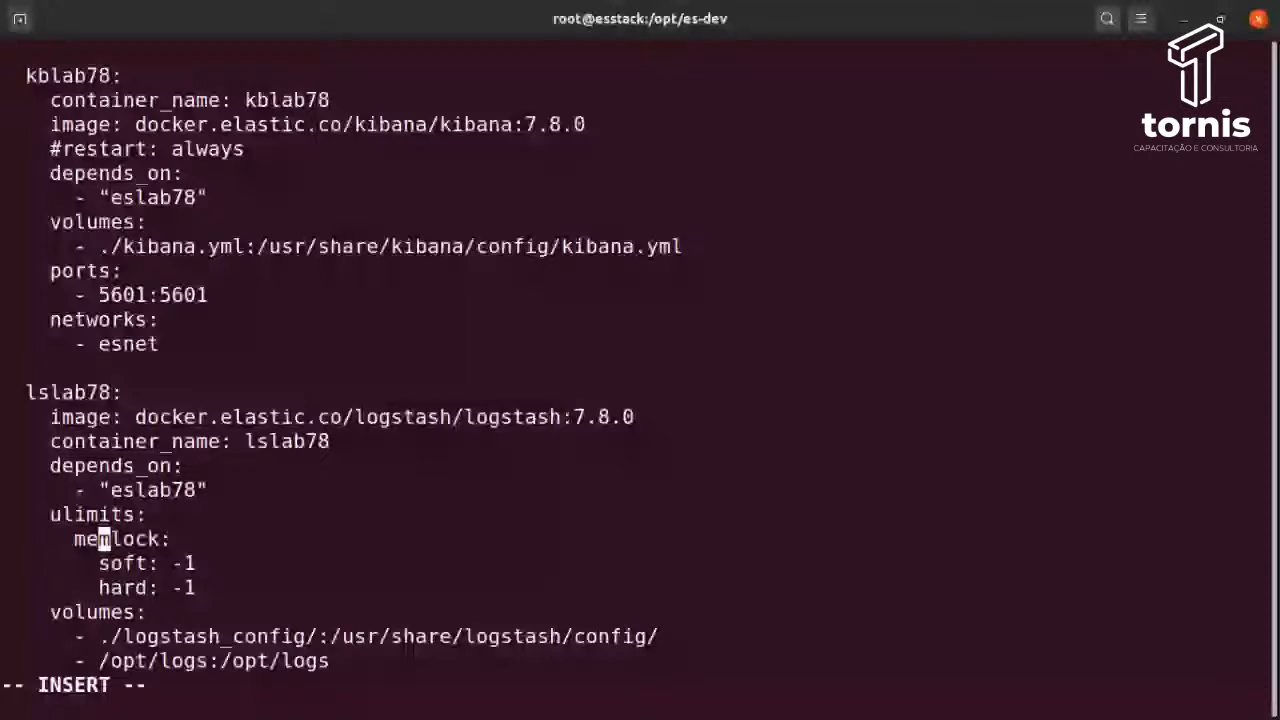 root@esstack:/opt/es-dev
tornis
CAPACITAÇÃO E CONSULTORIA
kblab78:
container_name: kblab78
image: docker.elastic.co/kibana/kibana:7.8.0
#restart: always
depends_on:
- "eslab78"
volumes:
- ./kibana.yml:/usr/share/kibana/config/kibana.yml
ports:
- 5601:5601
networks:
- esnet
lslab78:
image: docker.elastic.co/logstash/logstash:7.8.0
container_name: lslab78
depends_on:
- "eslab78"
ulimits:
memlock:
soft: -1
hard: -1
volumes:
- ./logstash_config/:/usr/share/logstash/config/
- /opt/logs:/opt/logs
-- INSERT --